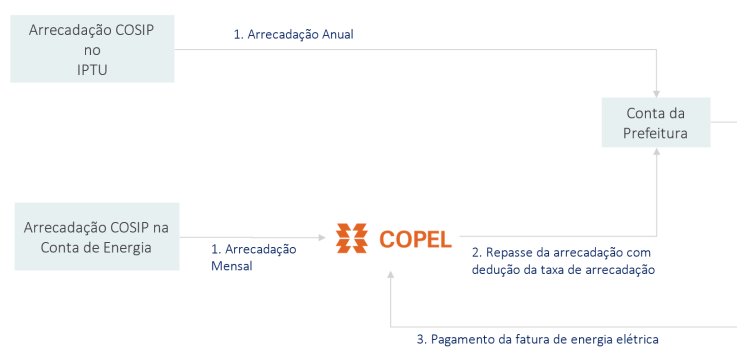 Arrecadação COSIP
no
IPTU
1. Arrecadação Anual
Conta da
Prefeitura
Arrecadação COSIP na
Conta de Energia
1. Arrecadação
Mensal
COPEL
2. Repasse da arrecadação com
dedução da taxa de arrecadação
3. Pagamento da fatura de energia elétrica